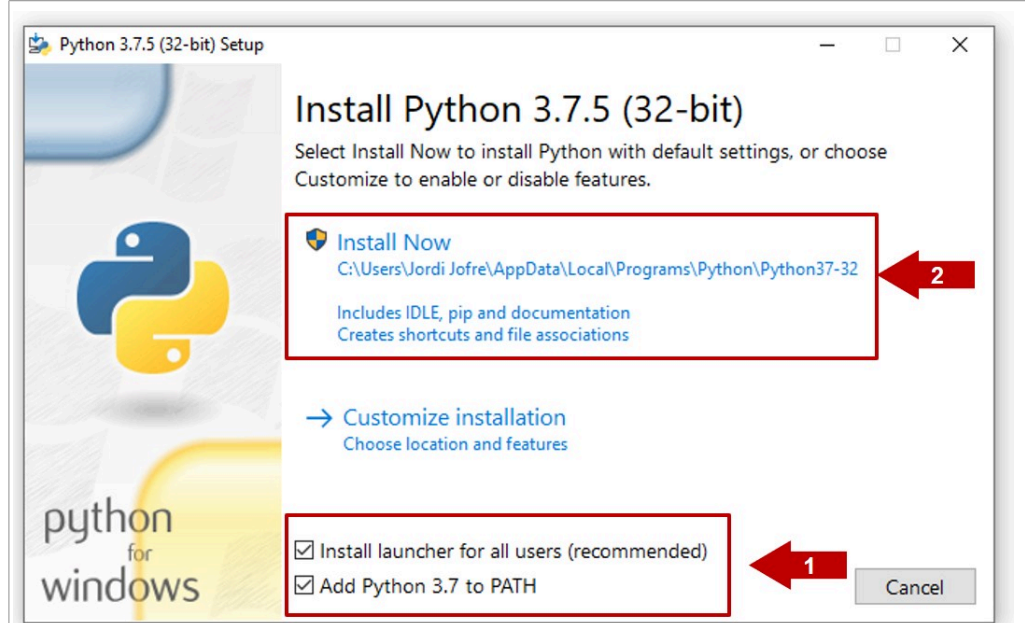 Python 3.7.5 (32-bit) Setup
Install Python 3.7.5 (32-bit)
Select Install Now to install Python with default settings, or choose
Customize to enable or disable features.
Install Now
C:\Users\Jordi Jofre\AppData\Local\Programs\Python\Python37-32
2
Includes IDLE, pip and documentation
Creates shortcuts and file associations
Customize installation
Choose location and features
python
for
windows
Install launcher for all users (recommended)
Add Python 3.7 to PATH
1
Cancel